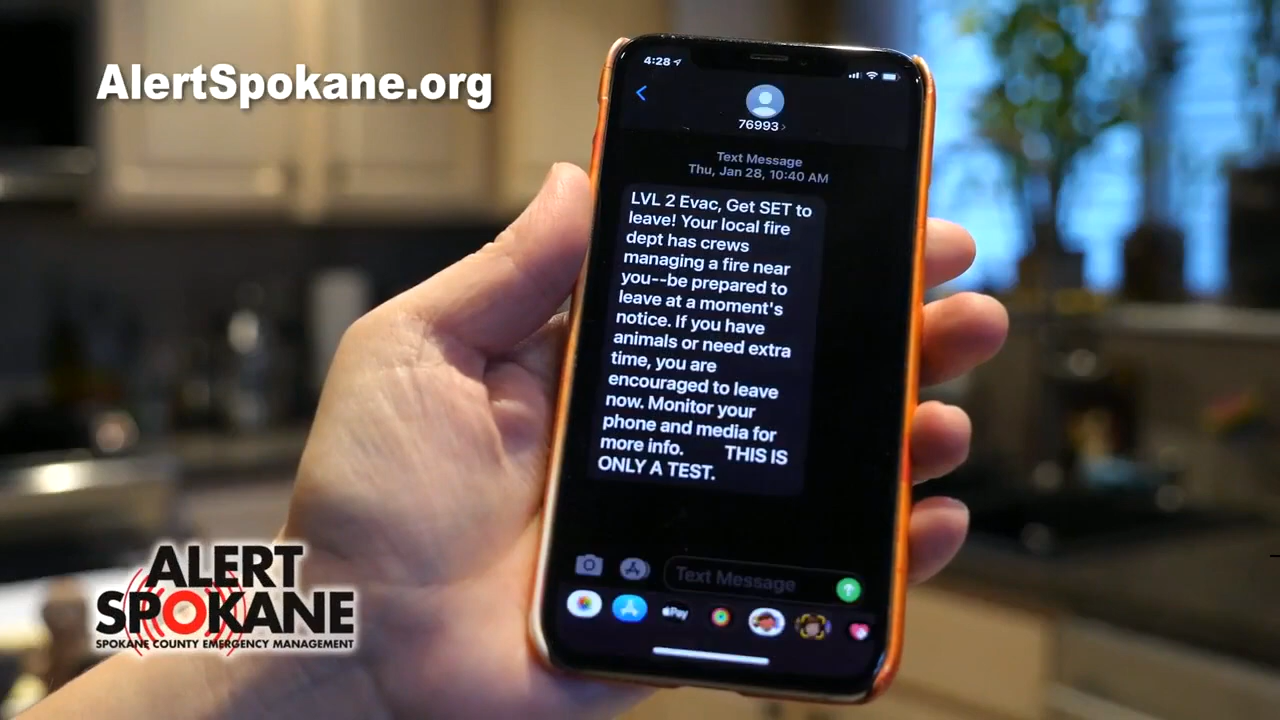 AlertSpokane.org
4:28
76993
Text Message
Thu, Jan 28, 10:40 AM
LVL 2 Evac, Get SET to
leave! Your local fire
dept has crews
managing a fire near
you--be prepared to
leave at a moment's
notice. If you have
animals or need extra
time, you are
encouraged to leave
now. Monitor your
phone and media for
more info. THIS IS
ONLY A TEST.
Text Message
Pay
ALERT
SPOKANE
SPOKANE COUNTY EMERGENCY MANAGEMENT